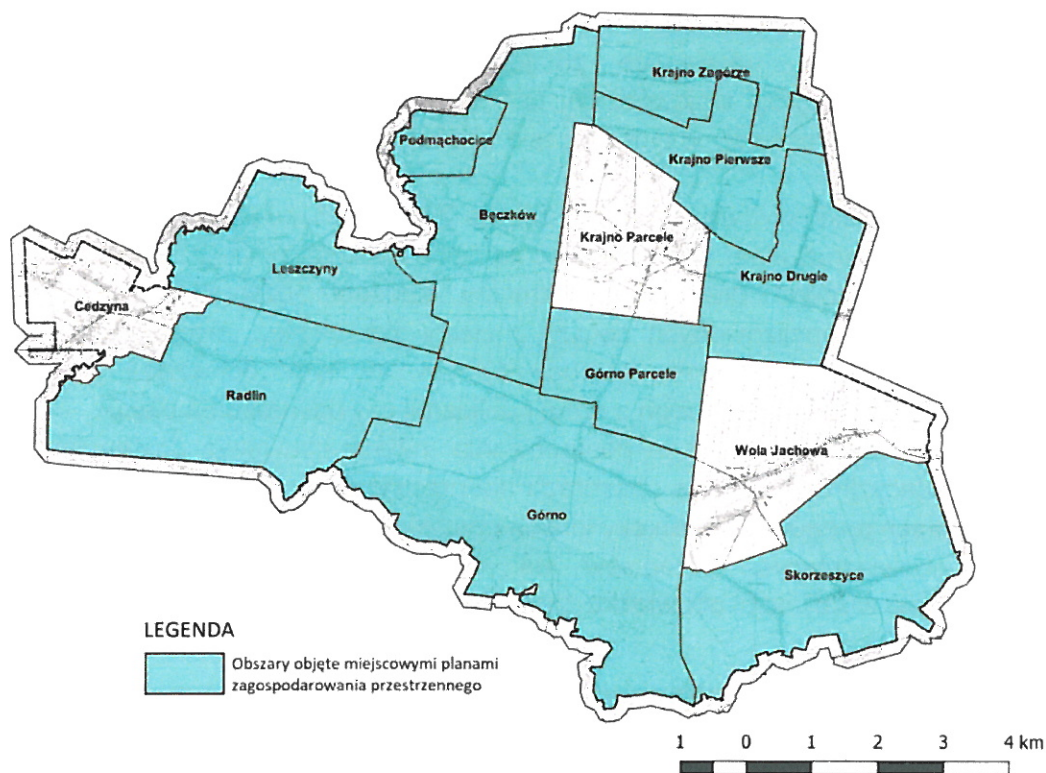 Krajno Zagórze
Podmąchocice
Krajno Pierwsze
Bęczków
Krajno Parcele
Leszczyny
Krajno Drugie
Cedzyna
Górno Parcele
Radlin
Wola Jachowa
Górno
Skorzeszyce
LEGENDA
Obszary objęte miejscowymi planami
zagospodarowania przestrzennego
1 0 1 2 3 4 km